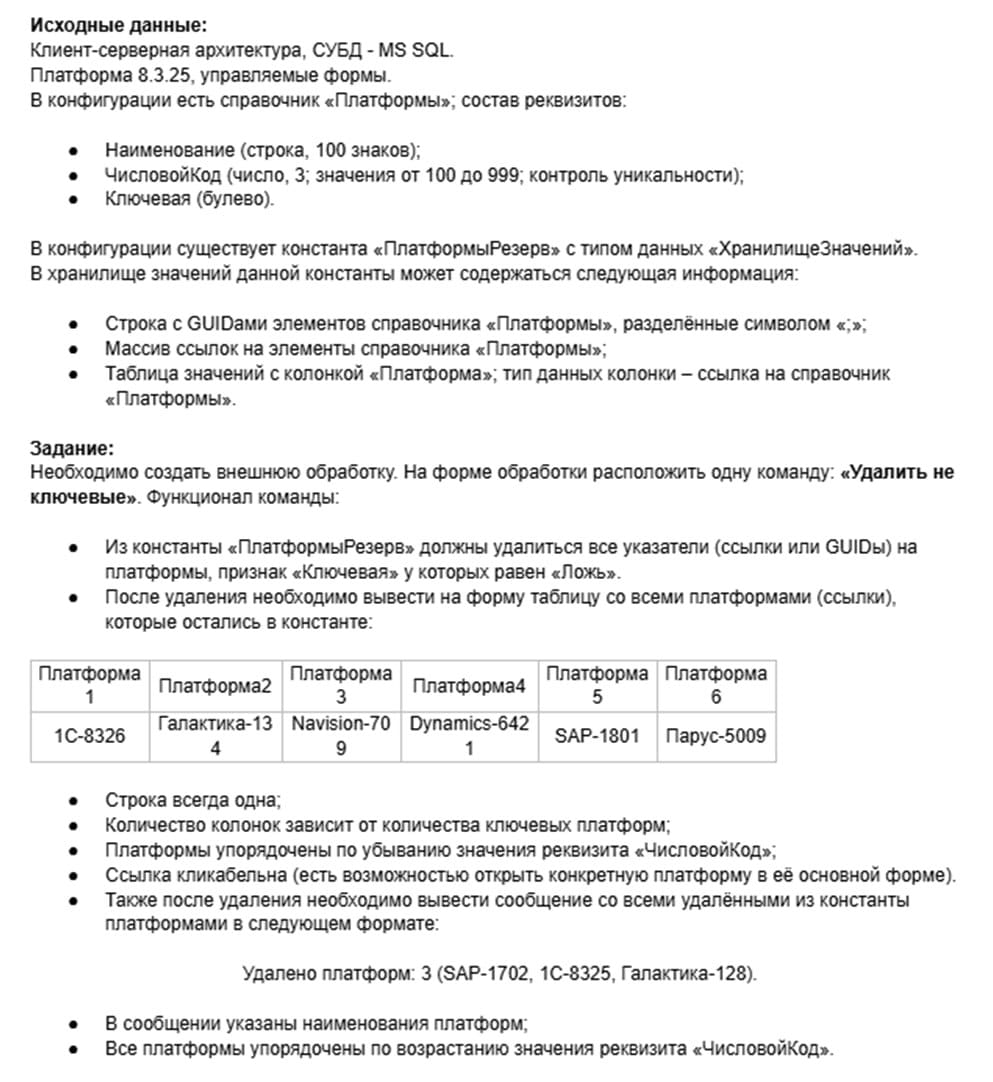 Исходные данные:
Клиент-серверная архитектура, СУБД - MS SQL.
Платформа 8.3.25, управляемые формы.
В конфигурации есть справочник «Платформы»; состав реквизитов:
● Наименование (строка, 100 знаков);
● ЧисловойКод (число, 3; значения от 100 до 999; контроль уникальности);
● Ключевая (булево).
В конфигурации существует константа «ПлатформыРезерв» с типом данных «ХранилищеЗначений».
В хранилище значений данной константы может содержаться следующая информация:
● Строка с GUIDами элементов справочника «Платформы», разделённые символом «;»;
● Массив ссылок на элементы справочника «Платформы»;
● Таблица значений с колонкой «Платформа»; тип данных колонки – ссылка на справочник
«Платформы».
Задание:
Необходимо создать внешнюю обработку. На форме обработки расположить одну команду: «Удалить не
ключевые». Функционал команды:
● Из константы «ПлатформыРезерв» должны удалиться все указатели (ссылки или GUIDы) на
платформы, признак «Ключевая» у которых равен «Ложь».
● После удаления необходимо вывести на форму таблицу со всеми платформами (ссылки),
которые остались в константе:
Платформа
1
Платформа2
Платформа
3
Платформа4
Платформа
5
Платформа
6
1С-8326
Галактика-13
4
Navision-70
9
Dynamics-642
1
SAP-1801
Парус-5009
● Строка всегда одна;
● Количество колонок зависит от количества ключевых платформ;
● Платформы упорядочены по убыванию значения реквизита «ЧисловойКод»;
● Ссылка кликабельна (есть возможностью открыть конкретную платформу в её основной форме).
● Также после удаления необходимо вывести сообщение со всеми удалёнными из константы
платформами в следующем формате:
Удалено платформ: 3 (SAP-1702, 1С-8325, Галактика-128).
● В сообщении указаны наименования платформ;
● Все платформы упорядочены по возрастанию значения реквизита «ЧисловойКод».